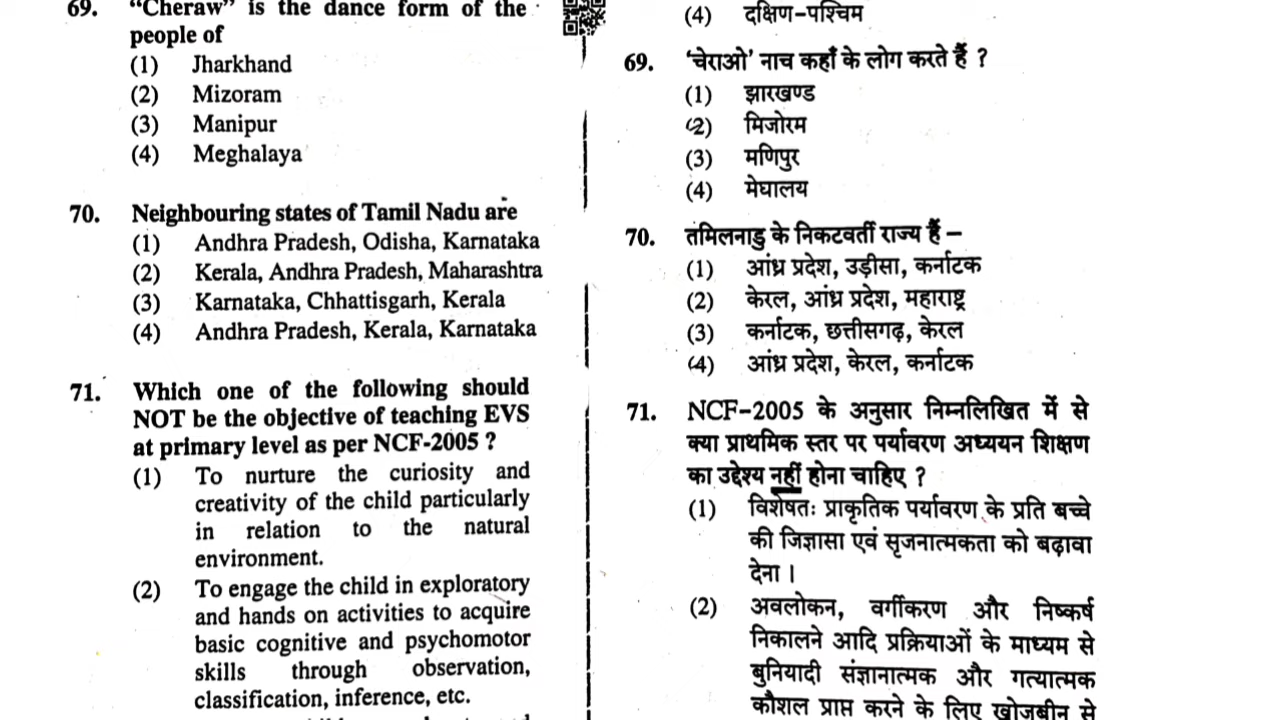 69. “Cheraw” is the dance form of the
people of
(1) Jharkhand
(2) Mizoram
(3) Manipur
(4) Meghalaya
70. Neighbouring states of Tamil Nadu are
(1) Andhra Pradesh, Odisha, Karnataka
(2) Kerala, Andhra Pradesh, Maharashtra
(3) Karnataka, Chhattisgarh, Kerala
(4) Andhra Pradesh, Kerala, Karnataka
71. Which one of the following should
NOT be the objective of teaching EVS
at primary level as per NCF-2005 ?
(1) To nurture the curiosity and
creativity of the child particularly
in relation to the natural
environment.
(2) To engage the child in exploratory
and hands on activities to acquire
basic cognitive and psychomotor
skills through observation,
classification, inference, etc.
(4) दक्षिण-पश्चिम
69. ‘चेराओ’ नाच कहाँ के लोग करते हैं ?
(1) झारखण्ड
(2) मिजोरम
(3) मणिपुर
(4) मेघालय
70. तमिलनाडु के निकटवर्ती राज्य हैं –
(1) आंध्र प्रदेश, उड़ीसा, कर्नाटक
(2) केरल, आंध्र प्रदेश, महाराष्ट्र
(3) कर्नाटक, छत्तीसगढ़, केरल
(4) आंध्र प्रदेश, केरल, कर्नाटक
71. NCF-2005 के अनुसार निम्नलिखित में से
क्या प्राथमिक स्तर पर पर्यावरण अध्ययन शिक्षण
का उद्देश्य नहीं होना चाहिए ?
(1) विशेषतः प्राकृतिक पर्यावरण के प्रति बच्चे
की जिज्ञासा एवं सृजनात्मकता को बढ़ावा
देना ।
(2) अवलोकन, वर्गीकरण और निष्कर्ष
निकालने आदि प्रक्रियाओं के माध्यम से
बुनियादी संज्ञानात्मक और गत्यात्मक
कौशल प्राप्त करने के लिए खोजबीन से